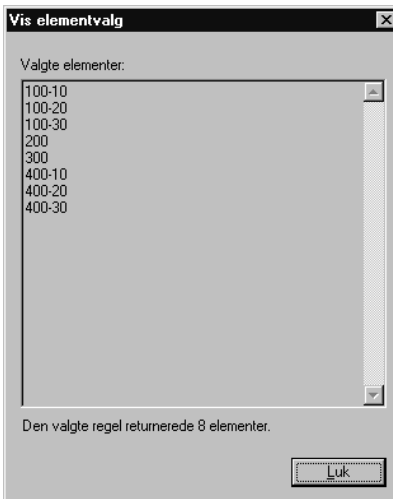 Vis elementvalg
Valgte elementer:
100-10
100-20
100-30
200
300
400-10
400-20
400-30
Den valgte regel returnerede 8 elementer.
Luk